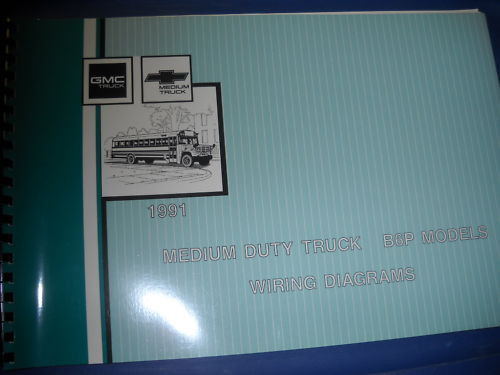 GMC
TRUCK
MEDIUM
TRUCK
1991
MEDIUM DUTY TRUCK B6P MODELS
WIRING DIAGRAMS